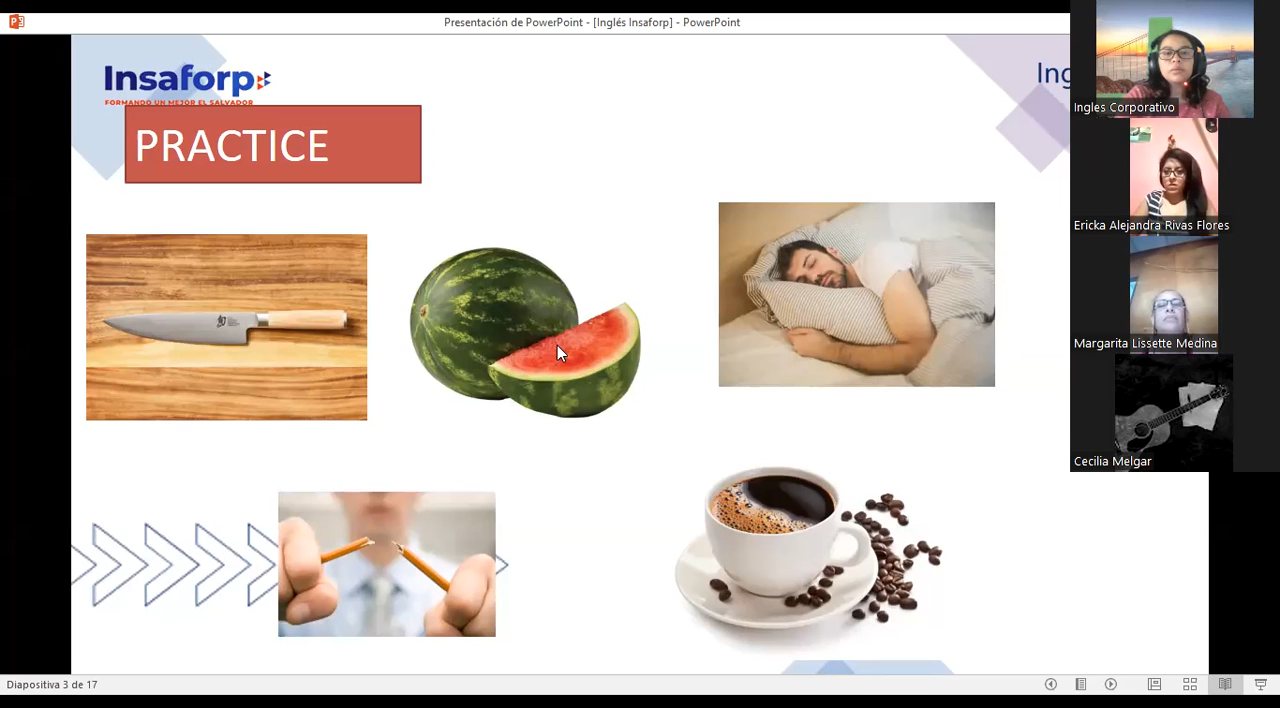 Presentación de PowerPoint - [Inglés Insaforp] - PowerPoint
Insaforp
FORMANDO UN MEJOR EL SALVADOR
Ing
PRACTICE
Ingles Corporativo
Ericka Alejandra Rivas Flores
Margarita Lissette Medina
Cecilia Melgar
Diapositiva 3 de 17